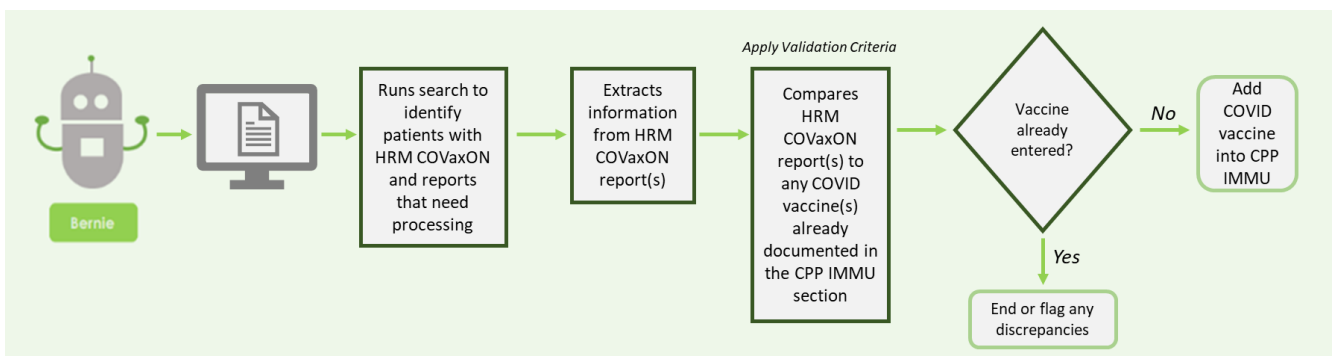 Bernie
Runs search to
identify
patients with
HRM COVaxON
and reports
that need
processing
Extracts
information
from HRM
COVaxON
report(s)
Apply Validation Criteria
Compares
HRM
COVaxON
report(s) to
any COVID
vaccine(s)
already
documented in
the CPP IMMU
section
Vaccine
already
entered?
No
Add
COVID
vaccine
into CPP
IMMU
Yes
End or flag any
discrepancies